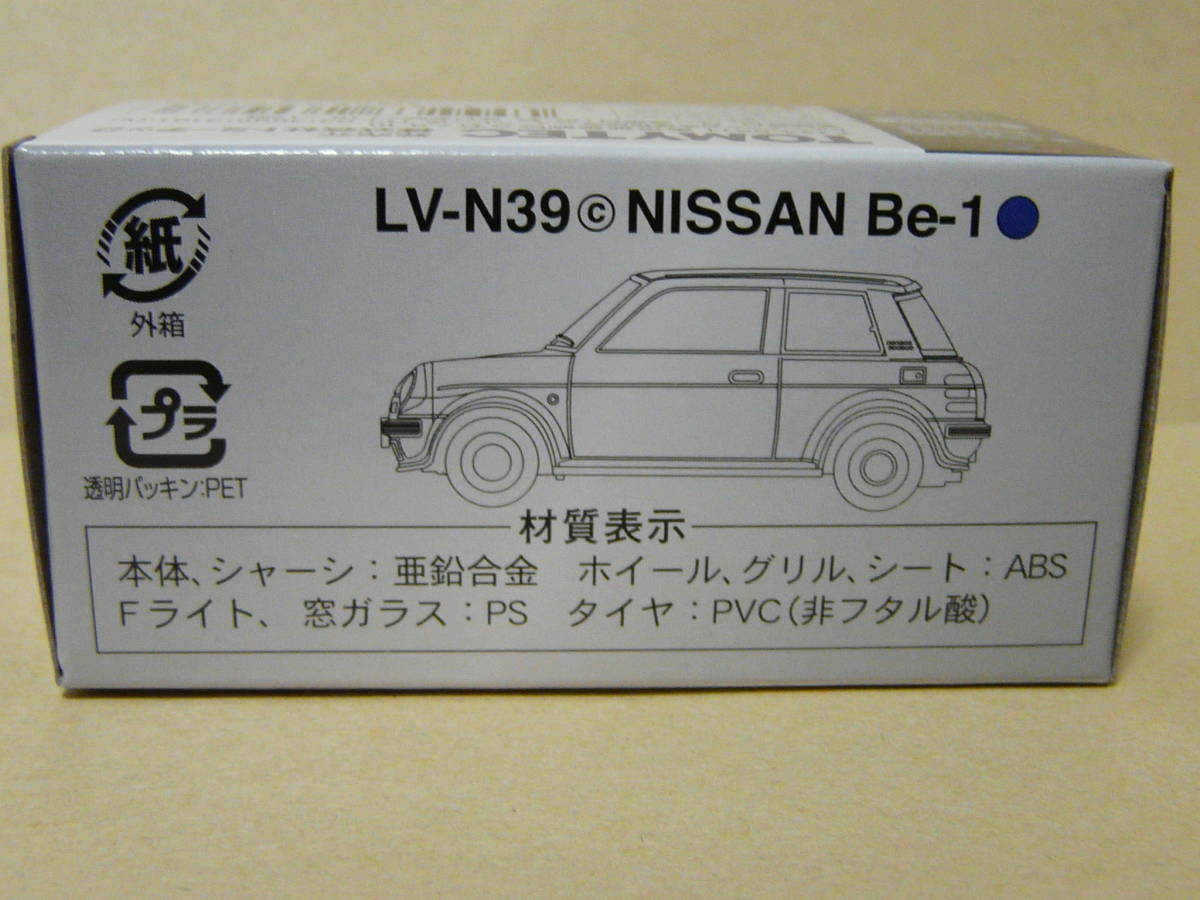 TOMYTEC
LV-N39ⓒNISSAN Be-1
紙
外箱
プラ
透明パッキン:PET
材質表示
本体、シャーシ：亜鉛合金　ホイール、グリル、シート：ABS
Fライト、窓ガラス：PS　タイヤ：PVC（非フタル酸）